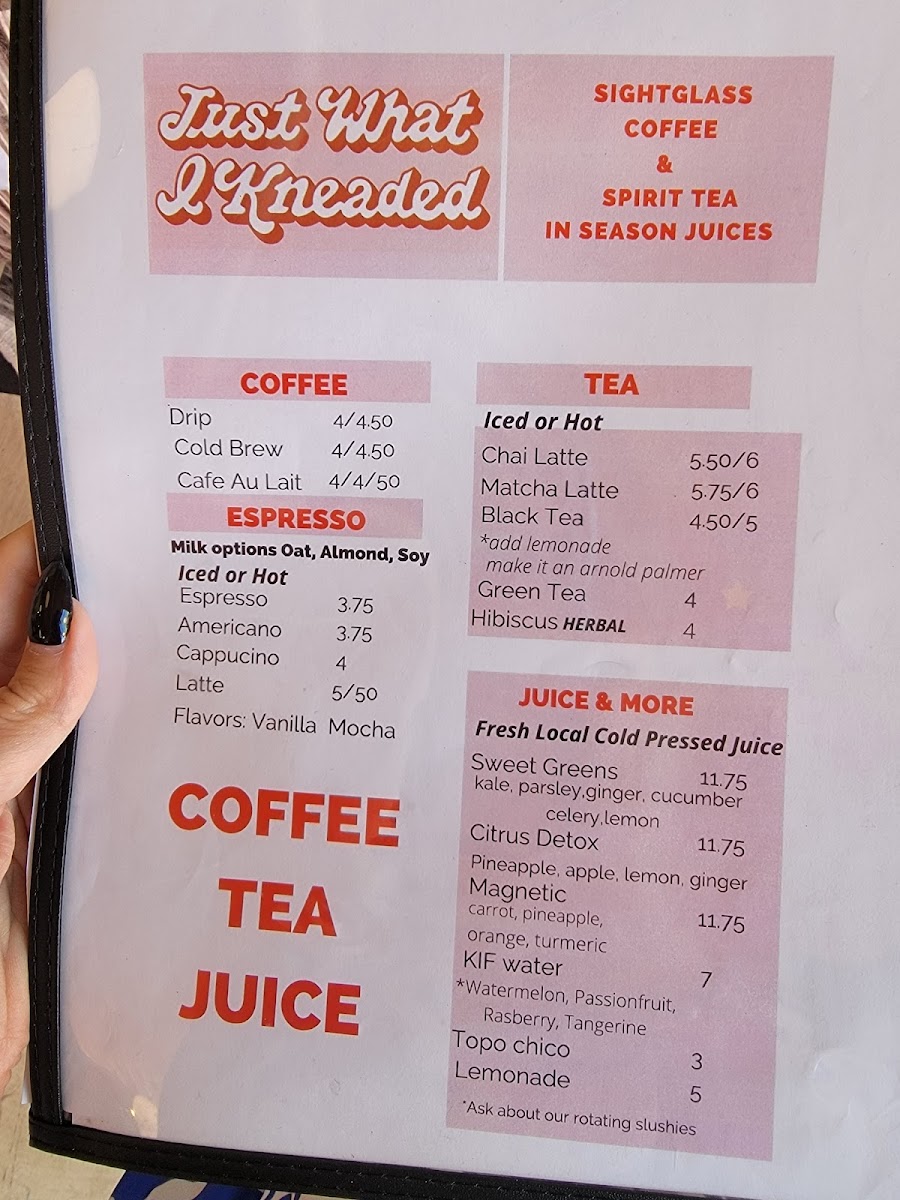 Just What
I Kneaded
SIGHTGLASS
COFFEE
&
SPIRIT TEA
IN SEASON JUICES
COFFEE
Drip 4/4.50
Cold Brew 4/4.50
Cafe Au Lait 4/4/50
ESPRESSO
Milk options Oat, Almond, Soy
Iced or Hot
Espresso 3.75
Americano 3.75
Cappucino 4
Latte 5/50
Flavors: Vanilla Mocha
COFFEE
TEA
JUICE
TEA
Iced or Hot
Chai Latte 5.50/6
Matcha Latte 5.75/6
Black Tea 4.50/5
*add lemonade
make it an arnold palmer
Green Tea 4
Hibiscus HERBAL 4
JUICE & MORE
Fresh Local Cold Pressed Juice
Sweet Greens 11.75
kale, parsley,ginger, cucumber
celery,lemon
Citrus Detox 11.75
Pineapple, apple, lemon, ginger
Magnetic 11.75
carrot, pineapple,
orange, turmeric
KIF water 7
*Watermelon, Passionfruit,
Rasberry, Tangerine
Topo chico 3
Lemonade 5
*Ask about our rotating slushies